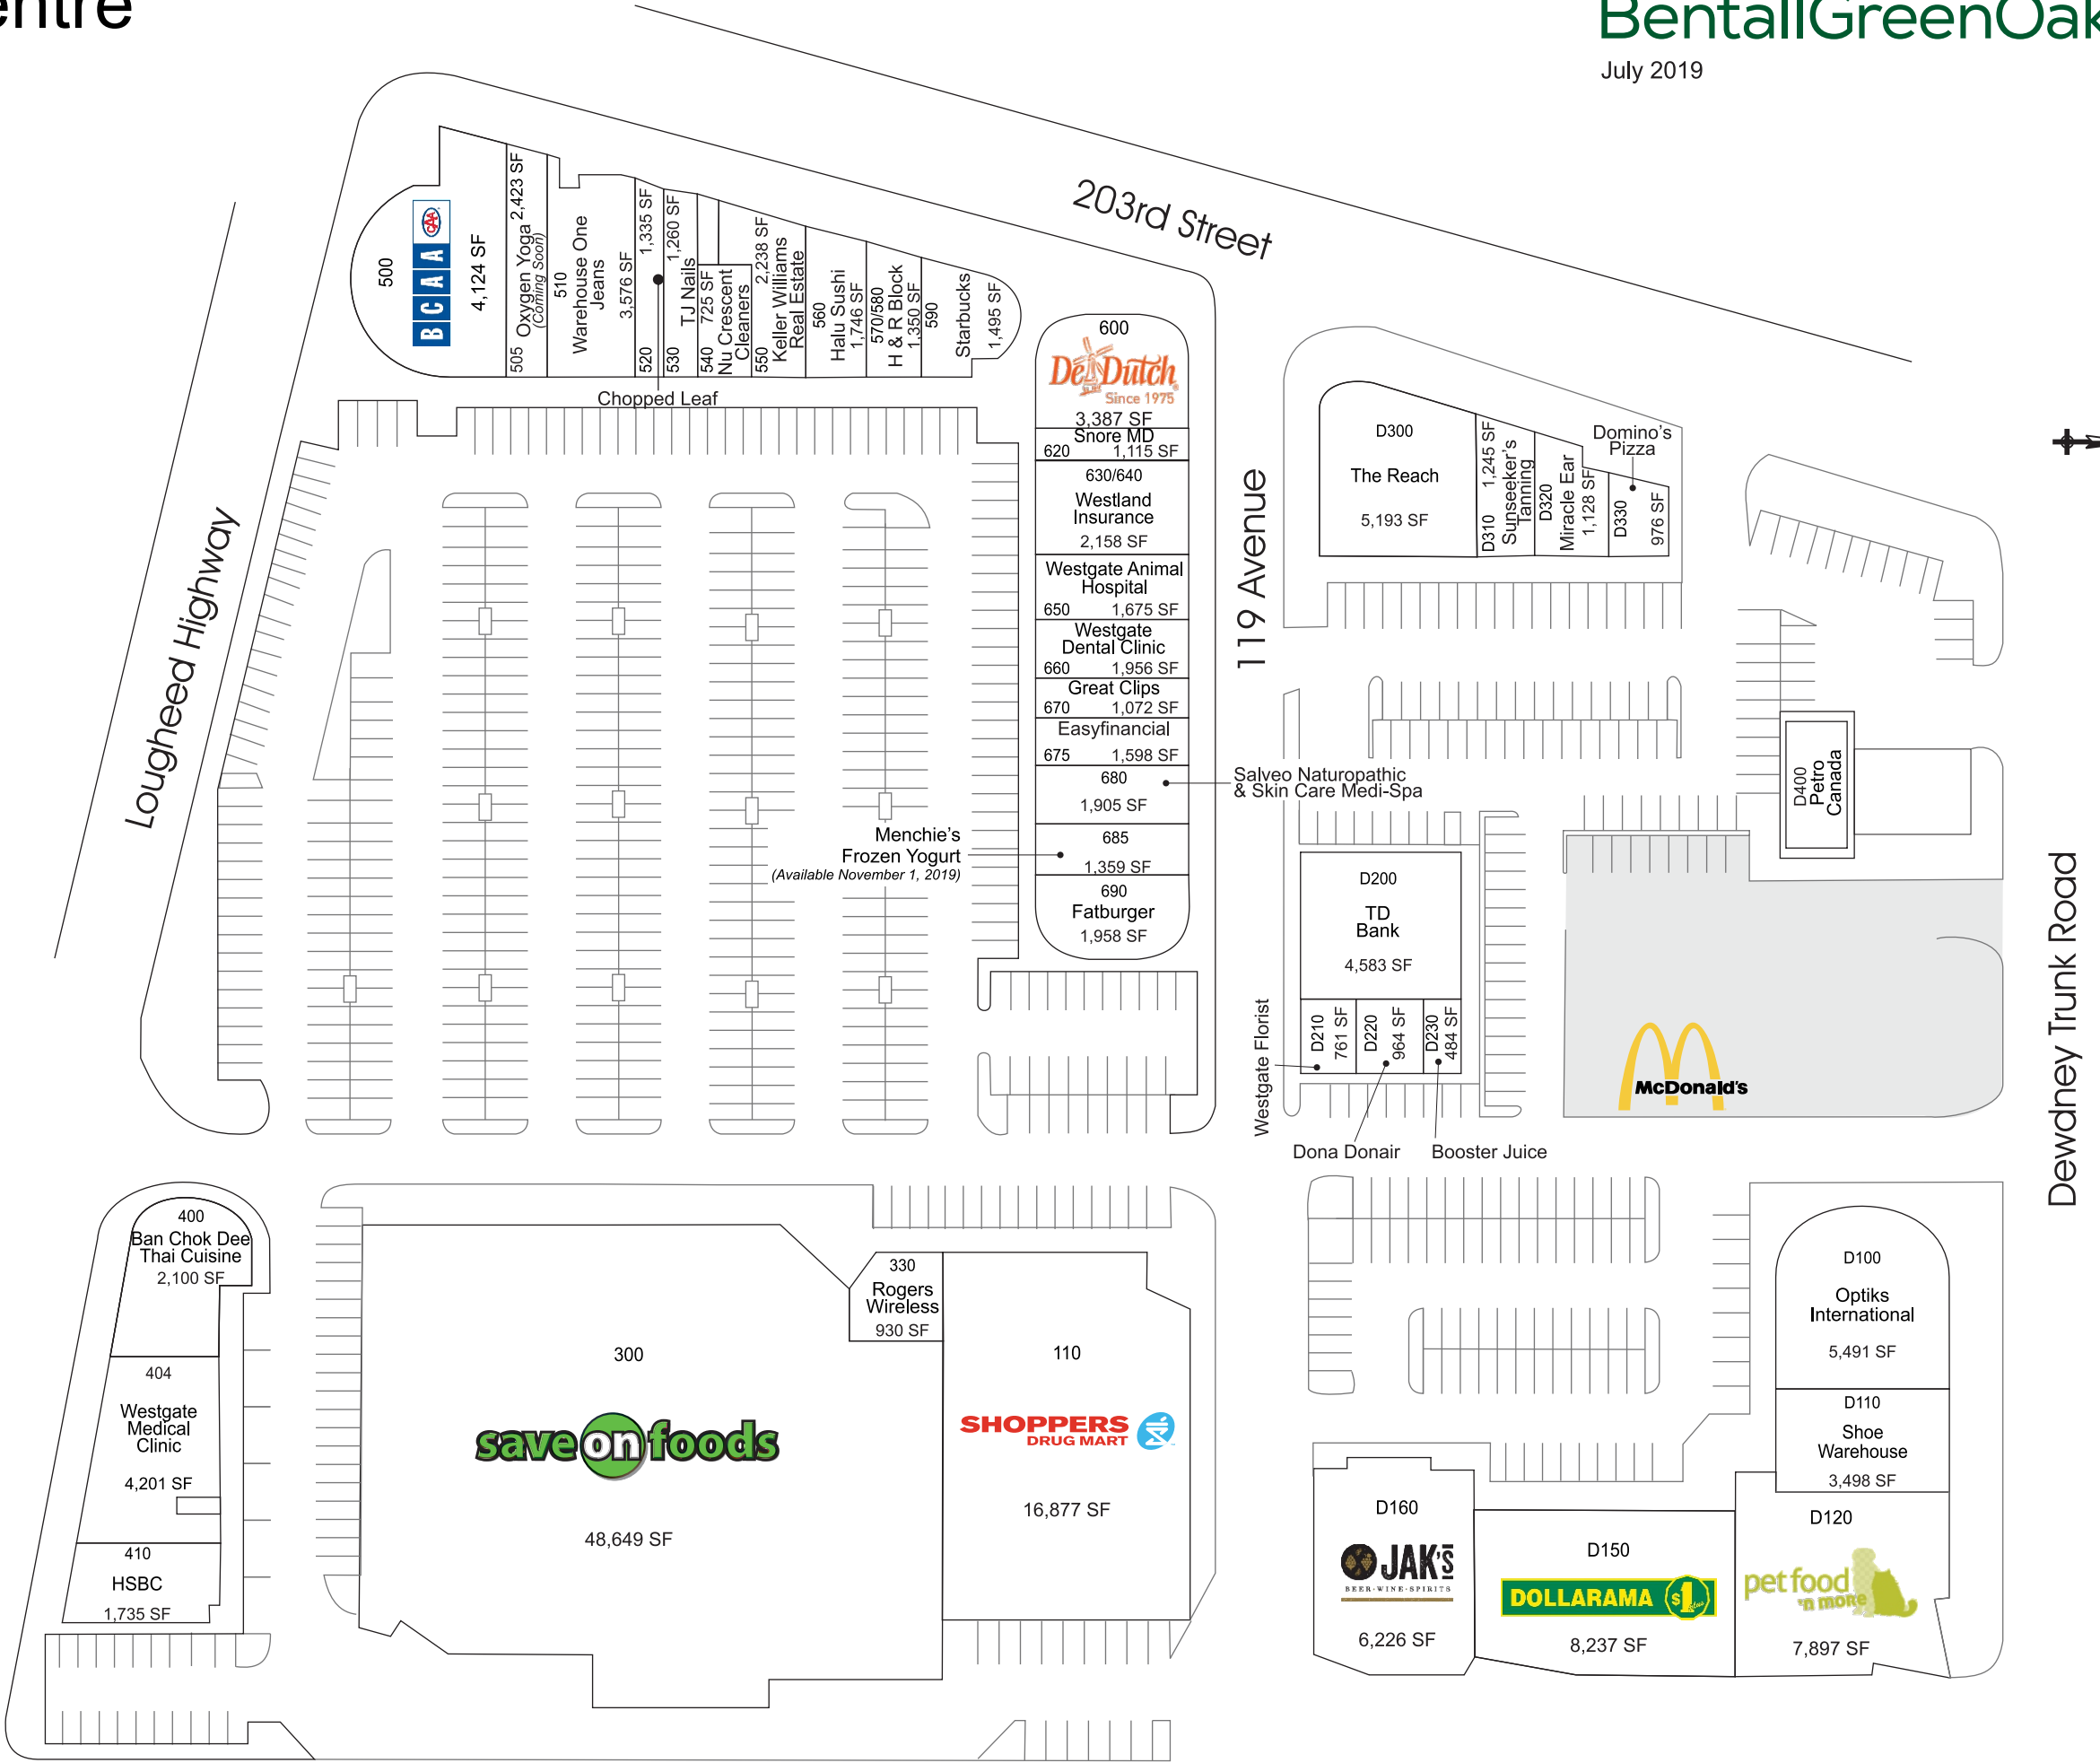 entre
BentallGreenOak
July 2019
203rd Street
Lougheed Highway
119 Avenue
Dewdney Trunk Road
500
BCAA
CAA
4,124 SF
505 Oxygen Yoga 2,423 SF
(Coming Soon)
510
Warehouse One
Jeans
3,576 SF
520 1,335 SF
Chopped Leaf
530 1,260 SF
TJ Nails
540 725 SF
Nu Crescent
Cleaners
550 2,238 SF
Keller Williams
Real Estate
560
Halu Sushi
1,746 SF
570/580
H & R Block
1,350 SF
590
Starbucks
1,495 SF
600
De Dutch
Since 1975
3,387 SF
Snore MD
620 1,115 SF
630/640
Westland
Insurance
2,158 SF
Westgate Animal
Hospital
650 1,675 SF
Westgate
Dental Clinic
660 1,956 SF
Great Clips
670 1,072 SF
Easyfinancial
675 1,598 SF
680
1,905 SF
Salveo Naturopathic
& Skin Care Medi-Spa
685
1,359 SF
Menchie's
Frozen Yogurt
(Available November 1, 2019)
690
Fatburger
1,958 SF
D300
The Reach
5,193 SF
D310 1,245 SF
Sunseeker's
Tanning
D320
Miracle Ear
1,128 SF
Domino's
Pizza
D330
976 SF
D400
Petro
Canada
D200
TD
Bank
4,583 SF
D210
761 SF
Westgate Florist
D220
964 SF
Dona Donair
D230
484 SF
Booster Juice
McDonald's
400
Ban Chok Dee
Thai Cuisine
2,100 SF
404
Westgate
Medical
Clinic
4,201 SF
410
HSBC
1,735 SF
300
save on foods
48,649 SF
330
Rogers
Wireless
930 SF
110
SHOPPERS
DRUG MART
16,877 SF
D100
Optiks
International
5,491 SF
D110
Shoe
Warehouse
3,498 SF
D120
pet food
'n more
7,897 SF
D150
DOLLARAMA $1 plus
8,237 SF
D160
JAK'S
BEER·WINE·SPIRITS
6,226 SF